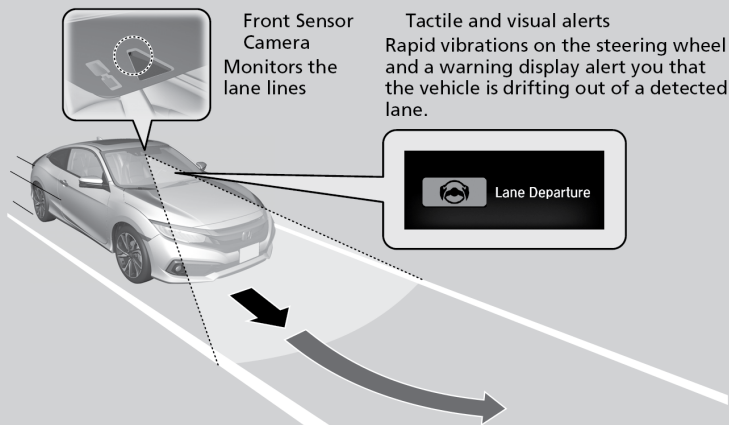 Front Sensor
Camera
Monitors the
lane lines
Tactile and visual alerts
Rapid vibrations on the steering wheel
and a warning display alert you that
the vehicle is drifting out of a detected
lane.
Lane Departure